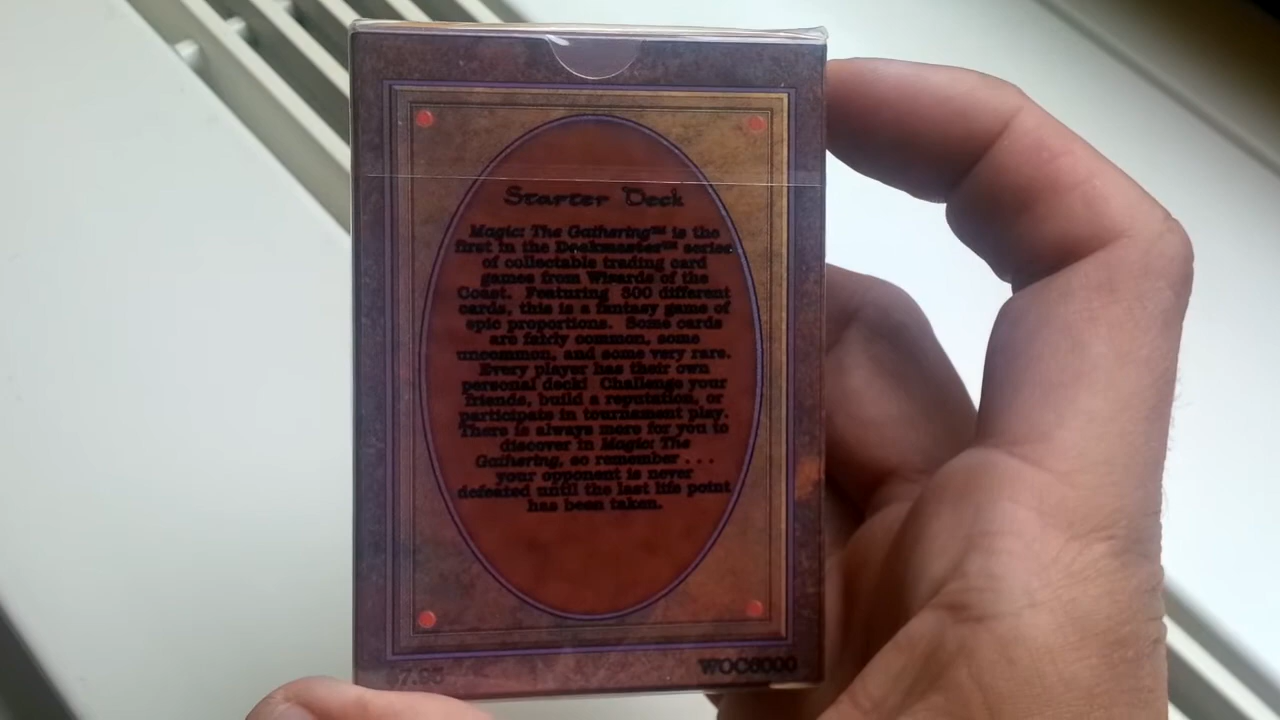 Starter Deck
Magic: The Gathering™ is the
first in the Deckmaster™ series
of collectable trading card
games from Wizards of the
Coast. Featuring 300 different
cards, this is a fantasy game of
epic proportions. Some cards
are fairly common, some
uncommon, and some very rare.
Every player has their own
personal deck! Challenge your
friends, build a reputation, or
participate in tournament play.
There is always more for you to
discover in Magic: The
Gathering, so remember . . .
your opponent is never
defeated until the last life point
has been taken.
$7.95 WOC6000